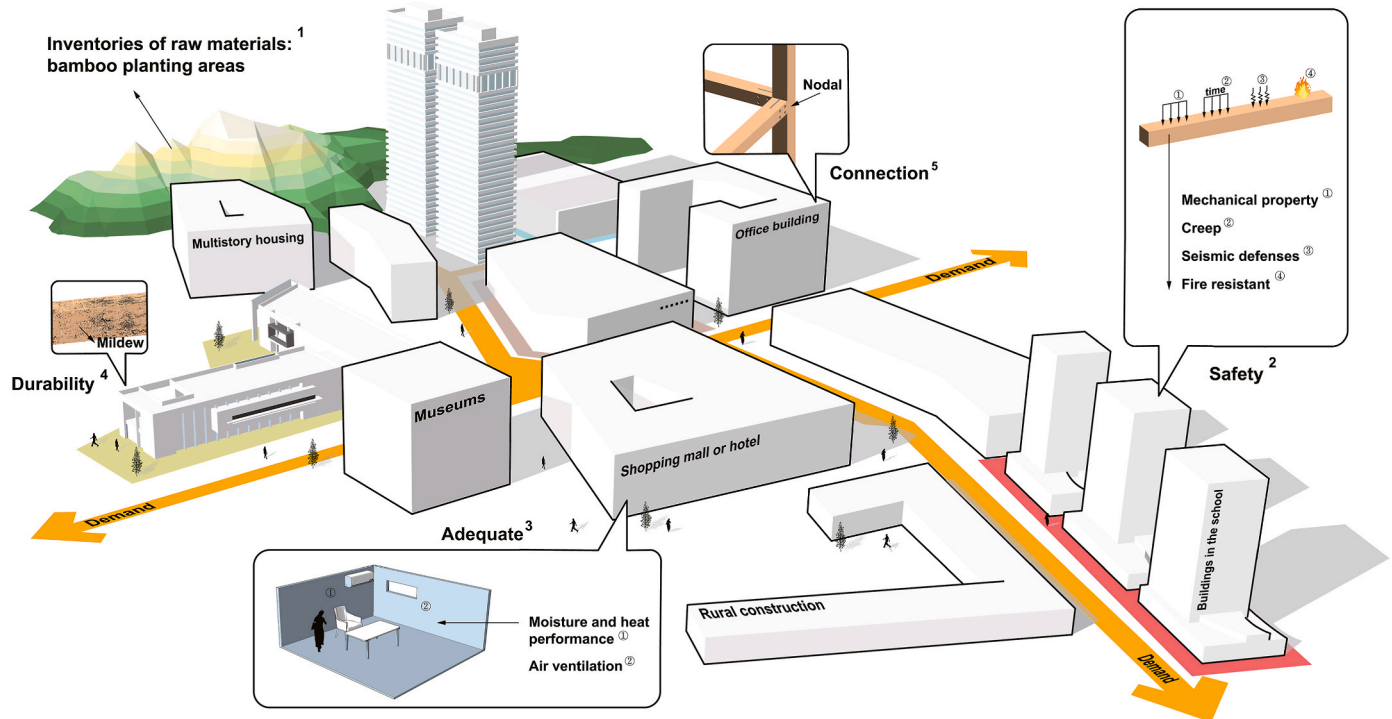 Inventories of raw materials: 1
bamboo planting areas
Nodal
Connection 5
①
time ②
③
④
Mechanical property ①
Creep ②
Seismic defenses ③
Fire resistant ④
Safety 2
Multistory housing
Office building
Demand
Mildew
Durability 4
Museums
Shopping mall or hotel
Demand
Adequate 3
①
②
Moisture and heat
performance ①
Air ventilation ②
Rural construction
Buildings in the school
Demand